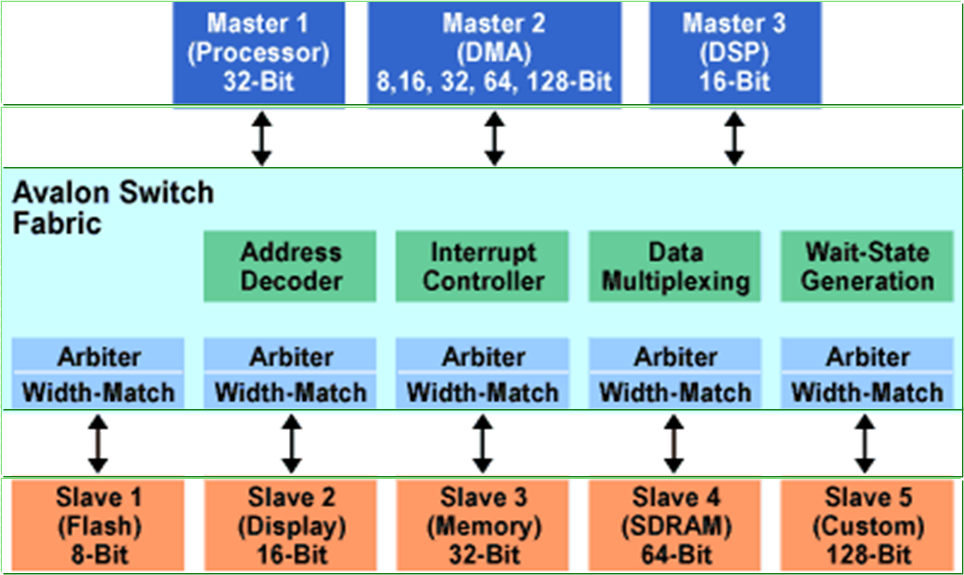 Master 1
(Processor)
32-Bit
Master 2
(DMA)
8,16, 32, 64, 128-Bit
Master 3
(DSP)
16-Bit
Avalon Switch
Fabric
Address
Decoder
Interrupt
Controller
Data
Multiplexing
Wait-State
Generation
Arbiter
Width-Match
Arbiter
Width-Match
Arbiter
Width-Match
Arbiter
Width-Match
Arbiter
Width-Match
Slave 1
(Flash)
8-Bit
Slave 2
(Display)
16-Bit
Slave 3
(Memory)
32-Bit
Slave 4
(SDRAM)
64-Bit
Slave 5
(Custom)
128-Bit